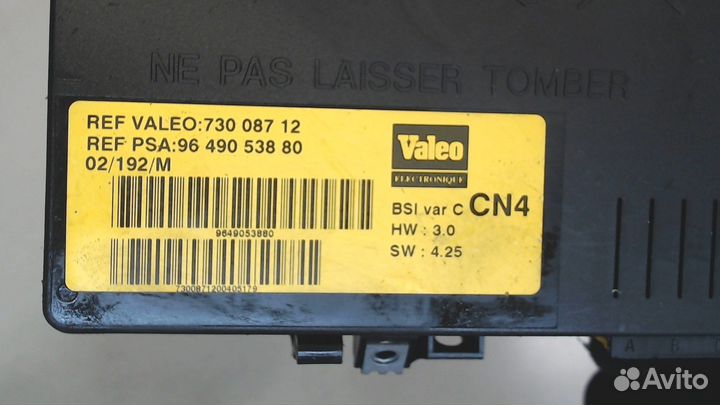 NE PAS LAISSER TOMBER
REF VALEO:730 087 12
REF PSA:96 490 538 80
02/192/M
9649053880
7300871200405179
Valeo
ELECTRONIQUE
BSI var C CN4
HW : 3.0
SW : 4.25
A B
Avito